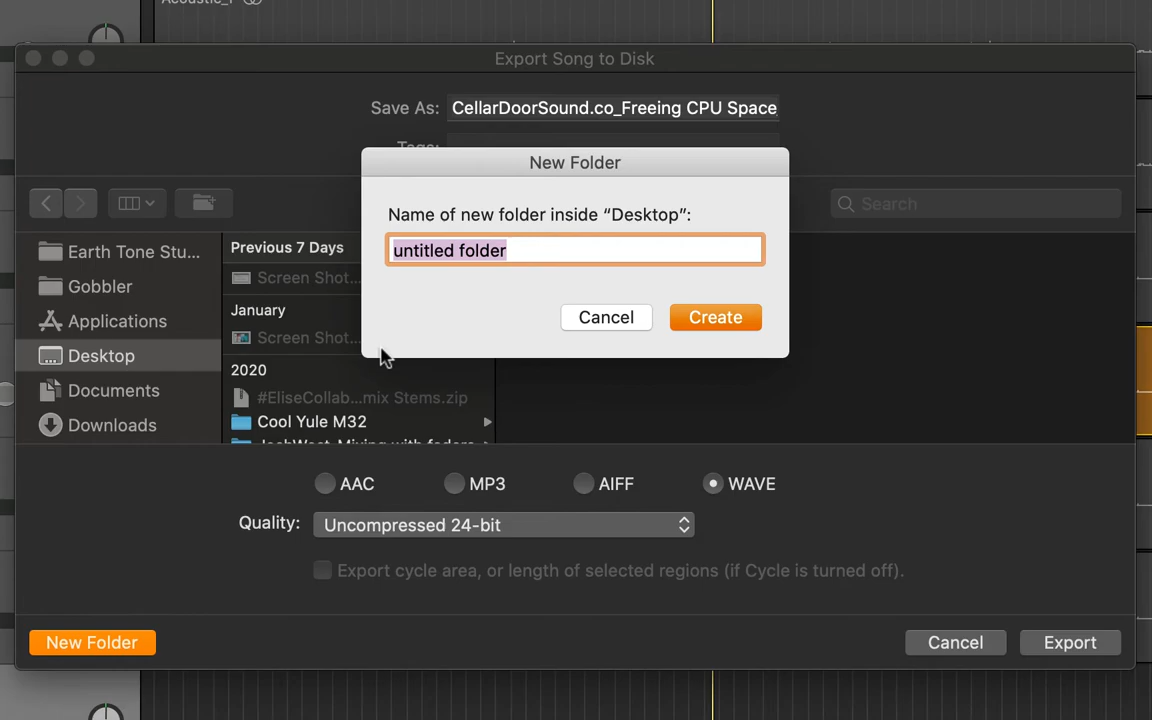 Export Song to Disk
Save As: CellarDoorSound.co_Freeing CPU Space
New Folder
Name of new folder inside “Desktop”:
untitled folder
Cancel
Create
Search
Earth Tone Stu...
Gobbler
Applications
Desktop
Documents
Downloads
Previous 7 Days
Screen Shot...
January
Screen Shot...
2020
#EliseCollab...mix Stems.zip
Cool Yule M32
AAC MP3 AIFF WAVE
Quality: Uncompressed 24-bit
Export cycle area, or length of selected regions (if Cycle is turned off).
New Folder Cancel Export